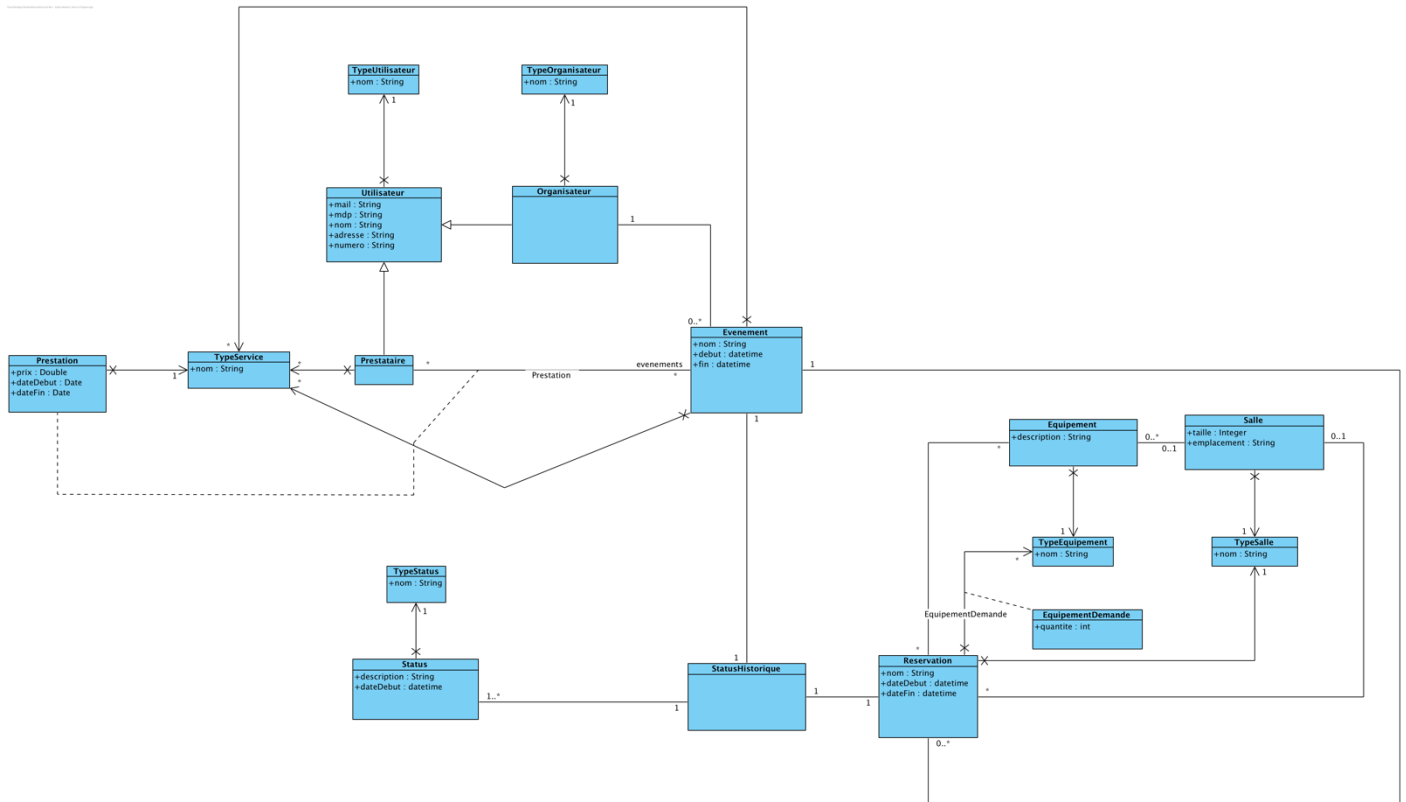 TypeUtilisateur
+nom : String
1
TypeOrganisateur
+nom : String
1
Utilisateur
+mail : String
+mdp : String
+nom : String
+adresse : String
+numero : String
Organisateur
1
0..*
Evenement
+nom : String
+debut : datetime
+fin : datetime
1
1
Prestation
+prix : Double
+dateDebut : Date
+dateFin : Date
1
*
TypeService
+nom : String
*
*
Prestataire
*
Prestation
evenements
*
Equipement
+description : String
*
0..*
0..1
Salle
+taille : Integer
+emplacement : String
0..1
1
TypeEquipement
+nom : String
*
1
TypeSalle
+nom : String
1
EquipementDemande
EquipementDemande
+quantite : int
TypeStatus
+nom : String
1
Status
+description : String
+dateDebut : datetime
1..*
1
1
StatusHistorique
1
1
*
Reservation
+nom : String
+dateDebut : datetime
+dateFin : datetime
*
0..*